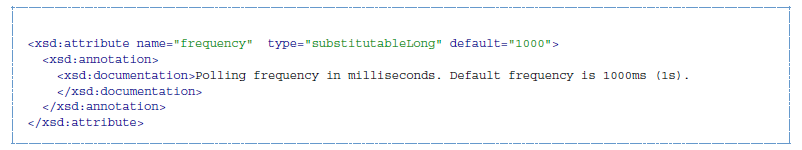 <xsd:attribute name="frequency"  type="substitutableLong" default="1000">
  <xsd:annotation>
    <xsd:documentation>Polling frequency in milliseconds. Default frequency is 1000ms (1s).
    </xsd:documentation>
  </xsd:annotation>
</xsd:attribute>